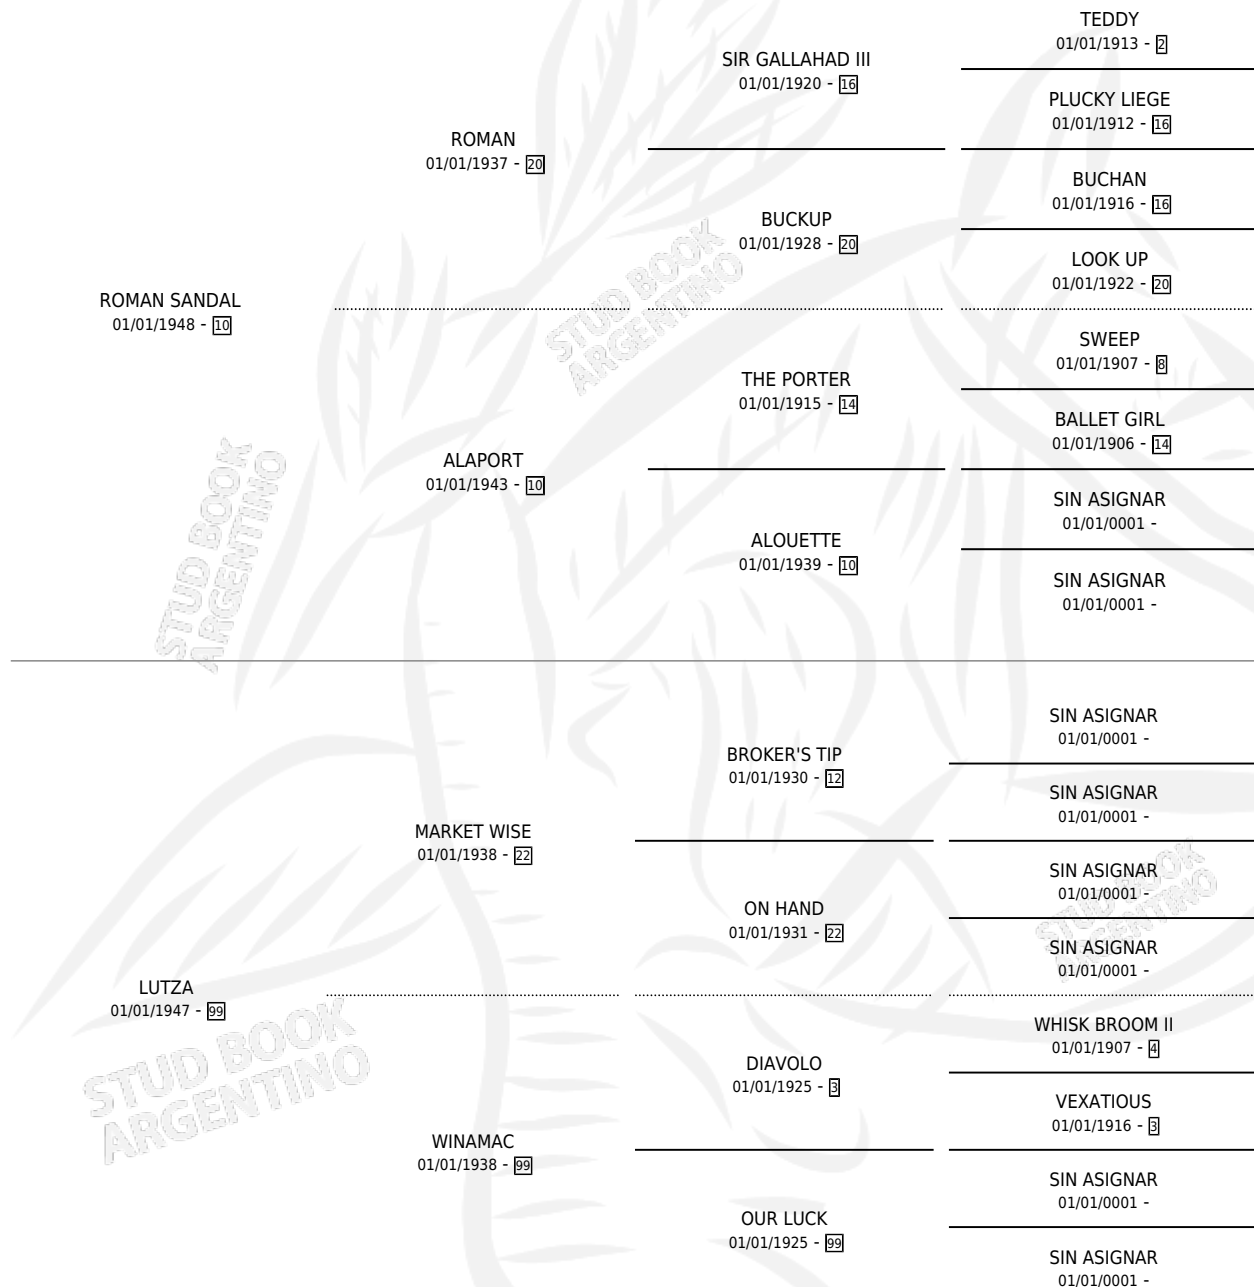 TEDDY
01/01/1913 - 2
SIR GALLAHAD III
01/01/1920 - 16
PLUCKY LIEGE
01/01/1912 - 16
ROMAN
01/01/1937 - 20
BUCHAN
01/01/1916 - 16
BUCKUP
01/01/1928 - 20
LOOK UP
01/01/1922 - 20
ROMAN SANDAL
01/01/1948 - 10
SWEEP
01/01/1907 - 8
THE PORTER
01/01/1915 - 14
BALLET GIRL
01/01/1906 - 14
ALAPORT
01/01/1943 - 10
SIN ASIGNAR
01/01/0001 -
ALOUETTE
01/01/1939 - 10
SIN ASIGNAR
01/01/0001 -
SIN ASIGNAR
01/01/0001 -
BROKER'S TIP
01/01/1930 - 12
SIN ASIGNAR
01/01/0001 -
MARKET WISE
01/01/1938 - 22
SIN ASIGNAR
01/01/0001 -
ON HAND
01/01/1931 - 22
SIN ASIGNAR
01/01/0001 -
LUTZA
01/01/1947 - 99
WHISK BROOM II
01/01/1907 - 4
DIAVOLO
01/01/1925 - 3
VEXATIOUS
01/01/1916 - 3
WINAMAC
01/01/1938 - 99
SIN ASIGNAR
01/01/0001 -
OUR LUCK
01/01/1925 - 99
SIN ASIGNAR
01/01/0001 -
STUD BOOK
ARGENTINO
STUD BOOK
ARGENTINO
STUD BOOK
ARGENTINO
STUD BOOK
ARGENTINO